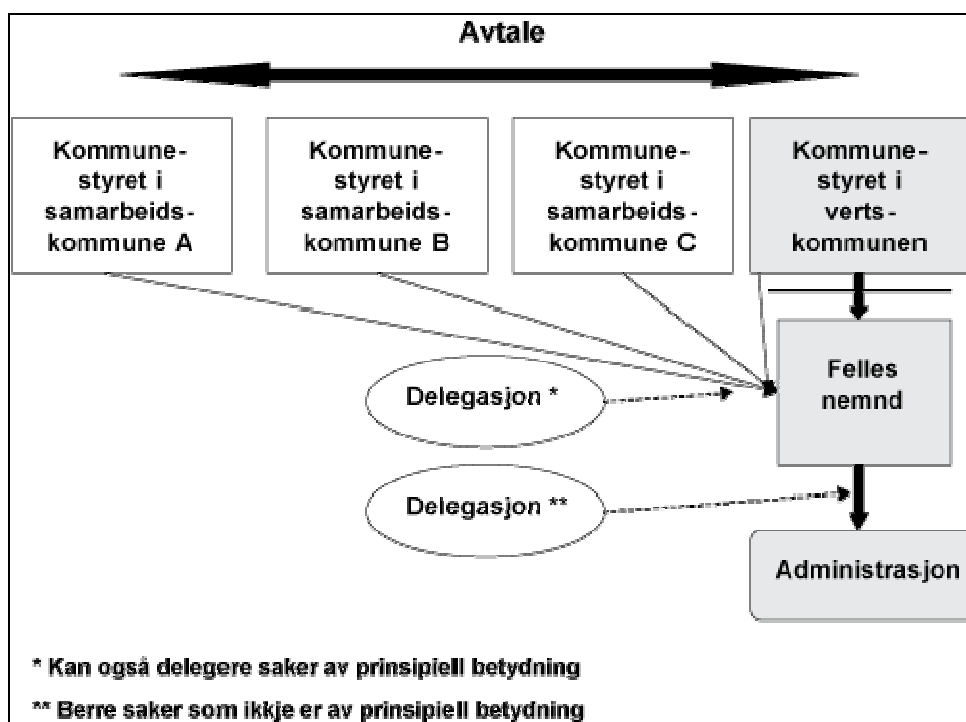 Avtale
Kommune-
styret i
samarbeids-
kommune A
Kommune-
styret i
samarbeids-
kommune B
Kommune-
styret i
samarbeids-
kommune C
Kommune-
styret i
verts-
kommunen
Felles
nemnd
Delegasjon *
Delegasjon **
Administrasjon
* Kan også delegere saker av prinsipiell betydning
** Berre saker som ikkje er av prinsipiell betydning